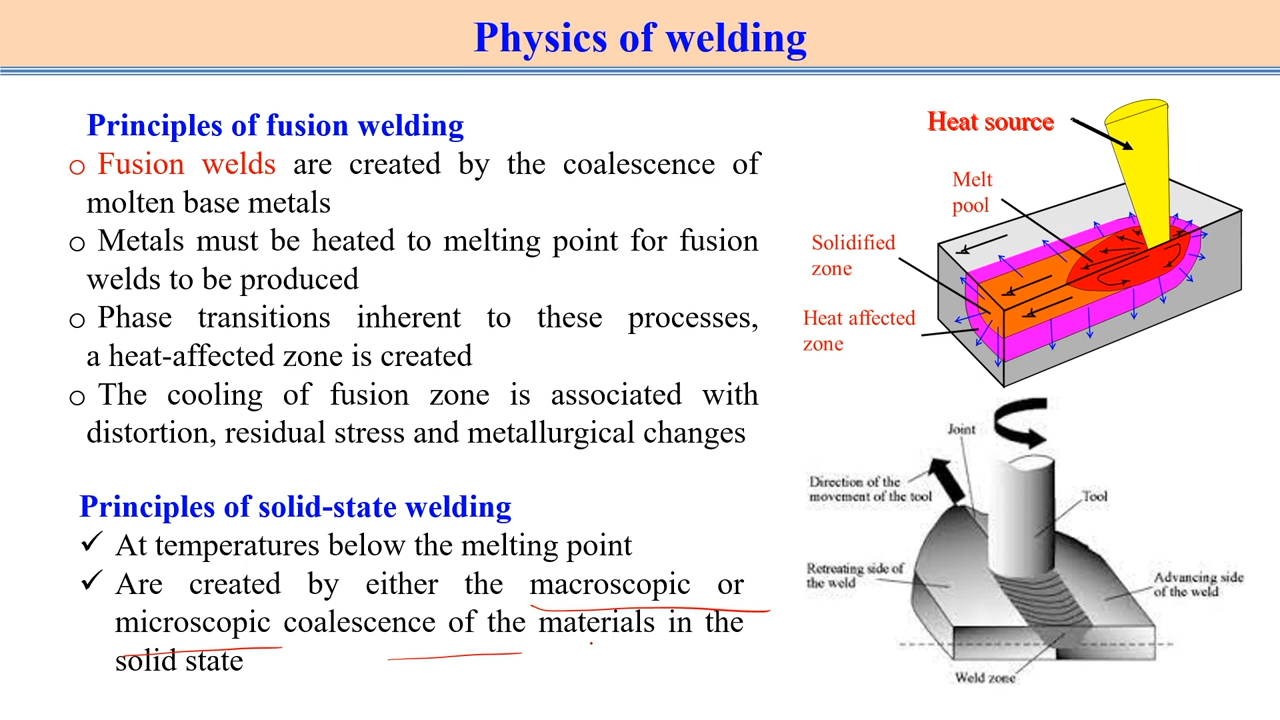 Physics of welding
Principles of fusion welding
o Fusion welds are created by the coalescence of
molten base metals
o Metals must be heated to melting point for fusion
welds to be produced
o Phase transitions inherent to these processes,
a heat-affected zone is created
o The cooling of fusion zone is associated with
distortion, residual stress and metallurgical changes
Principles of solid-state welding
✓ At temperatures below the melting point
✓ Are created by either the macroscopic or
microscopic coalescence of the materials in the
solid state
Heat source
Melt
pool
Solidified
zone
Heat affected
zone
Joint
Direction of the
movement of the tool
Tool
Retreating side of
the weld
Advancing side
of the weld
Weld zone